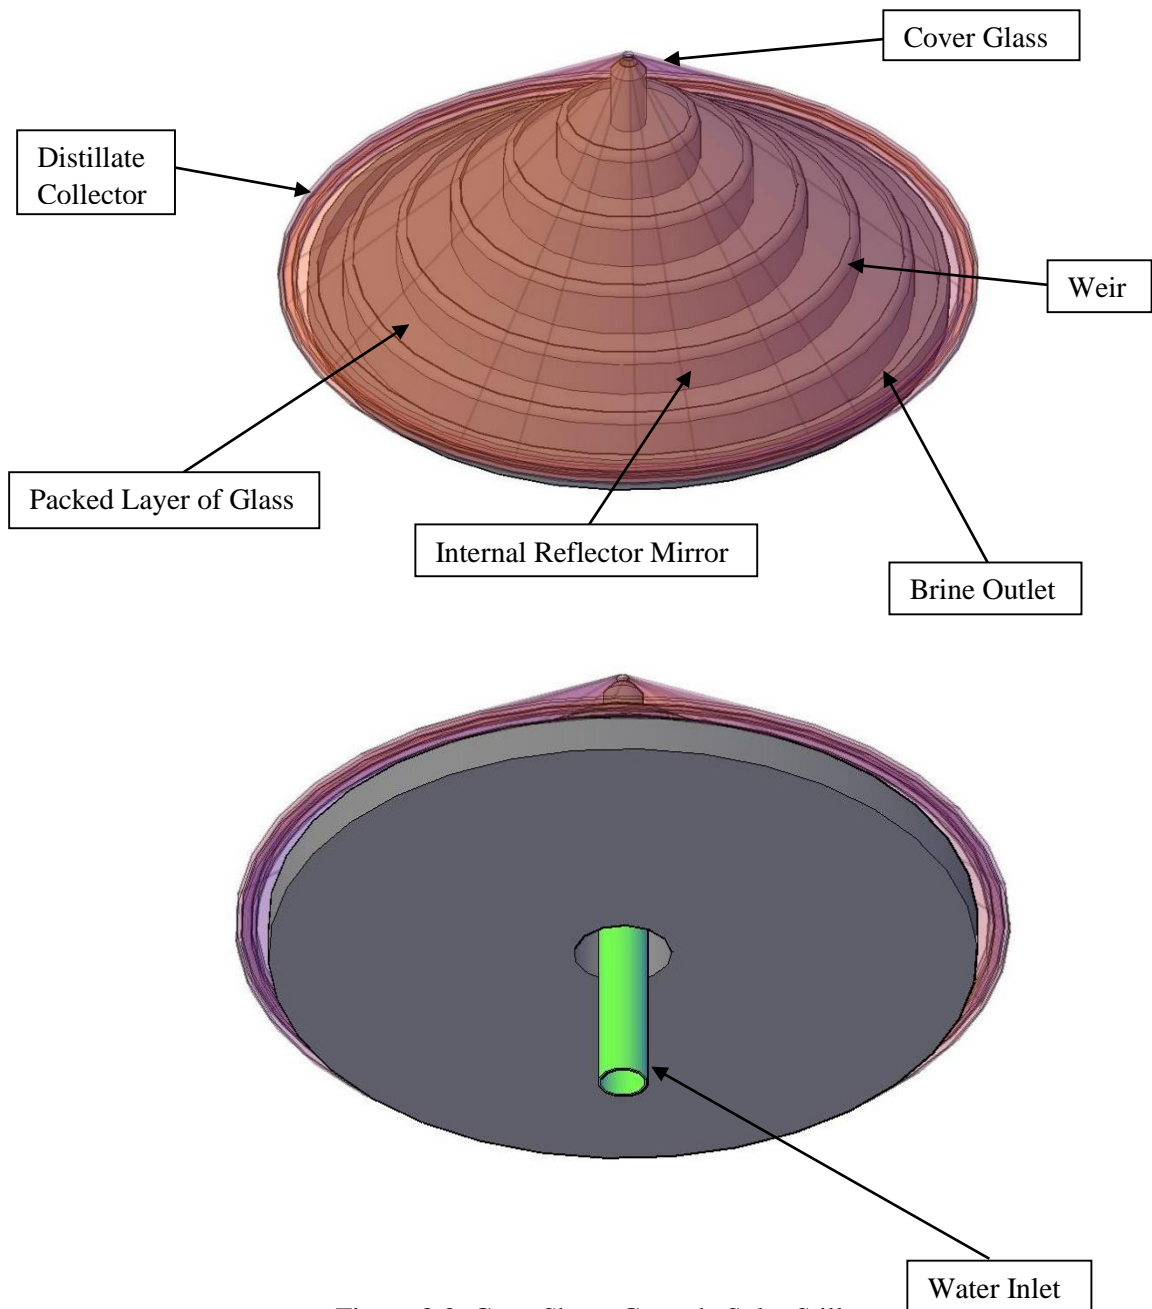 Cover Glass
Distillate
Collector
Weir
Packed Layer of Glass
Internal Reflector Mirror
Brine Outlet
Water Inlet